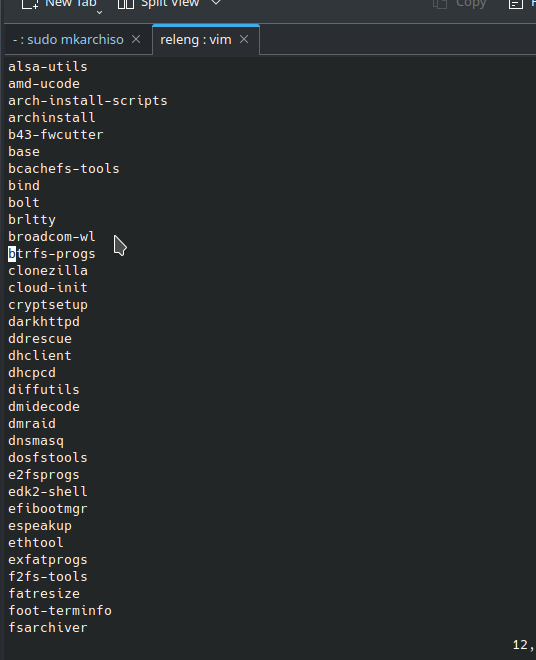 New Tab Split View Copy
- : sudo mkarchiso releng : vim
alsa-utils
amd-ucode
arch-install-scripts
archinstall
b43-fwcutter
base
bcachefs-tools
bind
bolt
brltty
broadcom-wl
btrfs-progs
clonezilla
cloud-init
cryptsetup
darkhttpd
ddrescue
dhclient
dhcpcd
diffutils
dmidecode
dmraid
dnsmasq
dosfstools
e2fsprogs
edk2-shell
efibootmgr
espeakup
ethtool
exfatprogs
f2fs-tools
fatresize
foot-terminfo
fsarchiver
12,